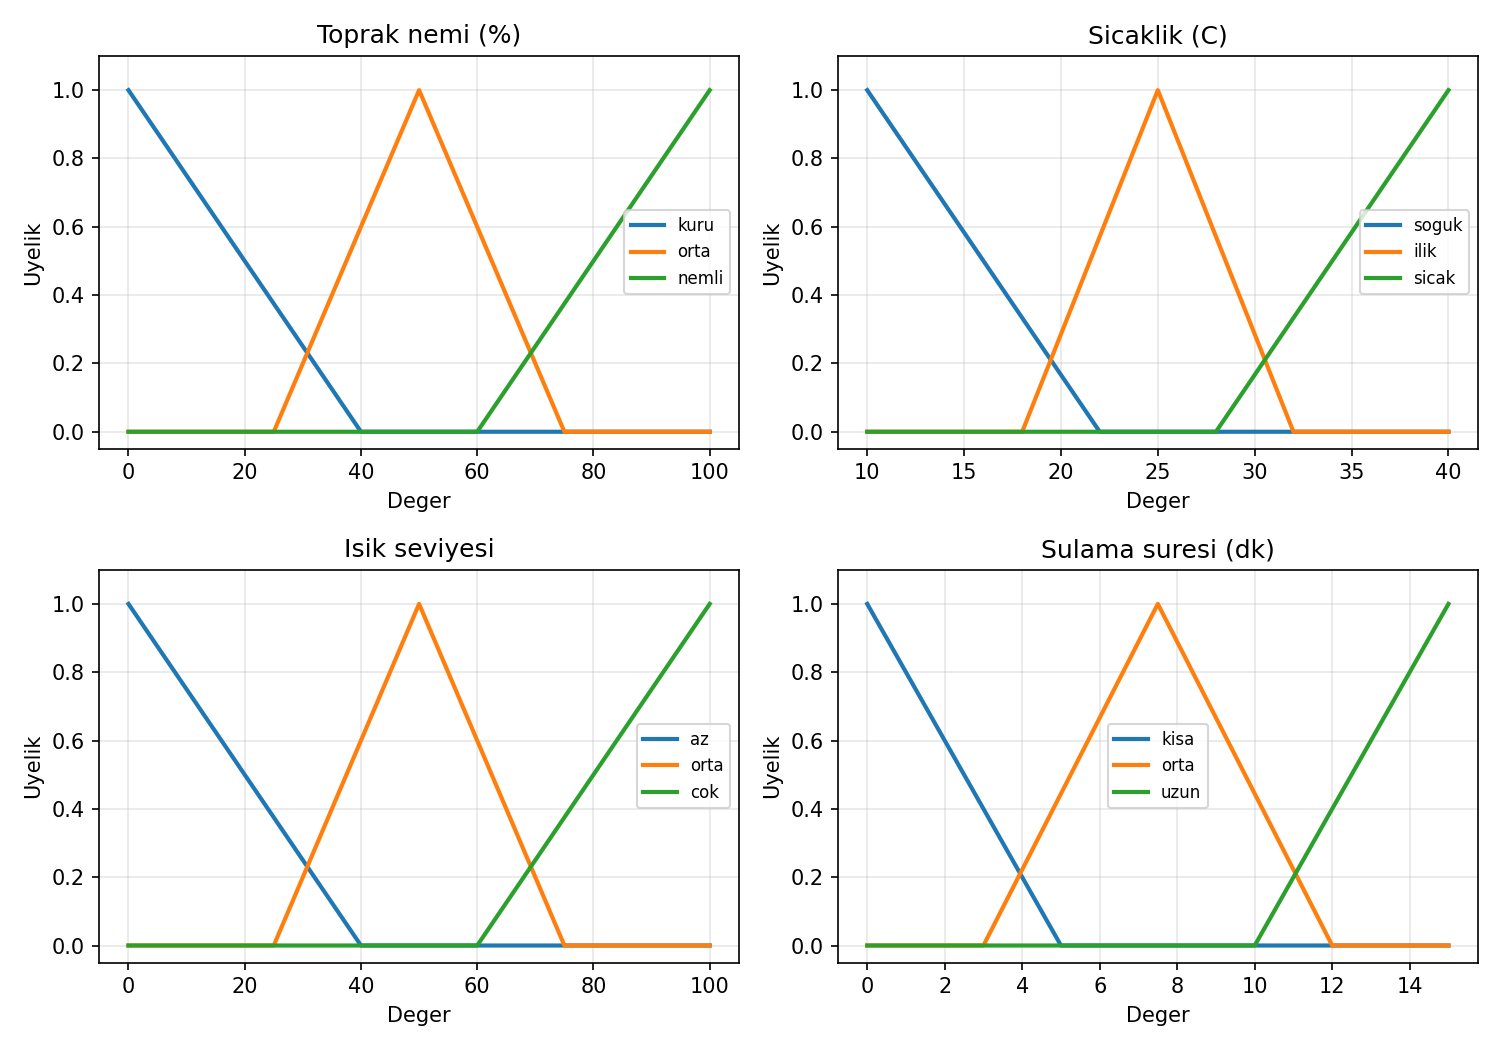 Toprak nemi (%)
Uyelik
1.0
0.8
0.6
0.4
0.2
0.0
kuru
orta
nemli
0 20 40 60 80 100
Deger
Sicaklik (C)
Uyelik
1.0
0.8
0.6
0.4
0.2
0.0
soguk
ilik
sicak
10 15 20 25 30 35 40
Deger
Isik seviyesi
Uyelik
1.0
0.8
0.6
0.4
0.2
0.0
az
orta
cok
0 20 40 60 80 100
Deger
Sulama suresi (dk)
Uyelik
1.0
0.8
0.6
0.4
0.2
0.0
kisa
orta
uzun
0 2 4 6 8 10 12 14
Deger